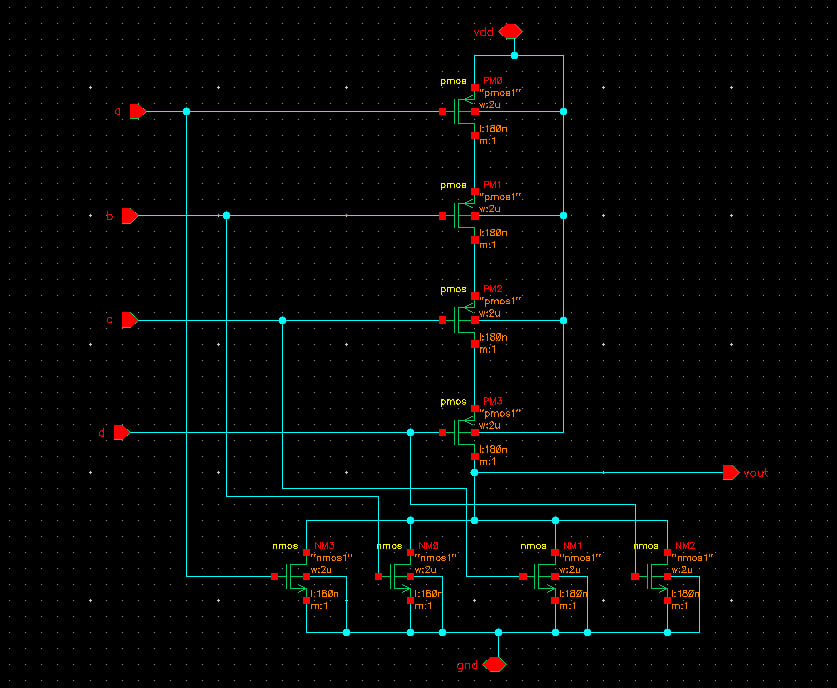 vdd
pmos PM0
"pmos1"
w:2u
l:180n
m:1
a
pmos PM1
"pmos1"
w:2u
l:180n
m:1
b
pmos PM2
"pmos1"
w:2u
l:180n
m:1
c
pmos PM3
"pmos1"
w:2u
l:180n
m:1
d
vout
nmos NM3
"nmos1"
w:2u
l:180n
m:1
nmos NM0
"nmos1"
w:2u
l:180n
m:1
nmos NM1
"nmos1"
w:2u
l:180n
m:1
nmos NM2
"nmos1"
w:2u
l:180n
m:1
gnd